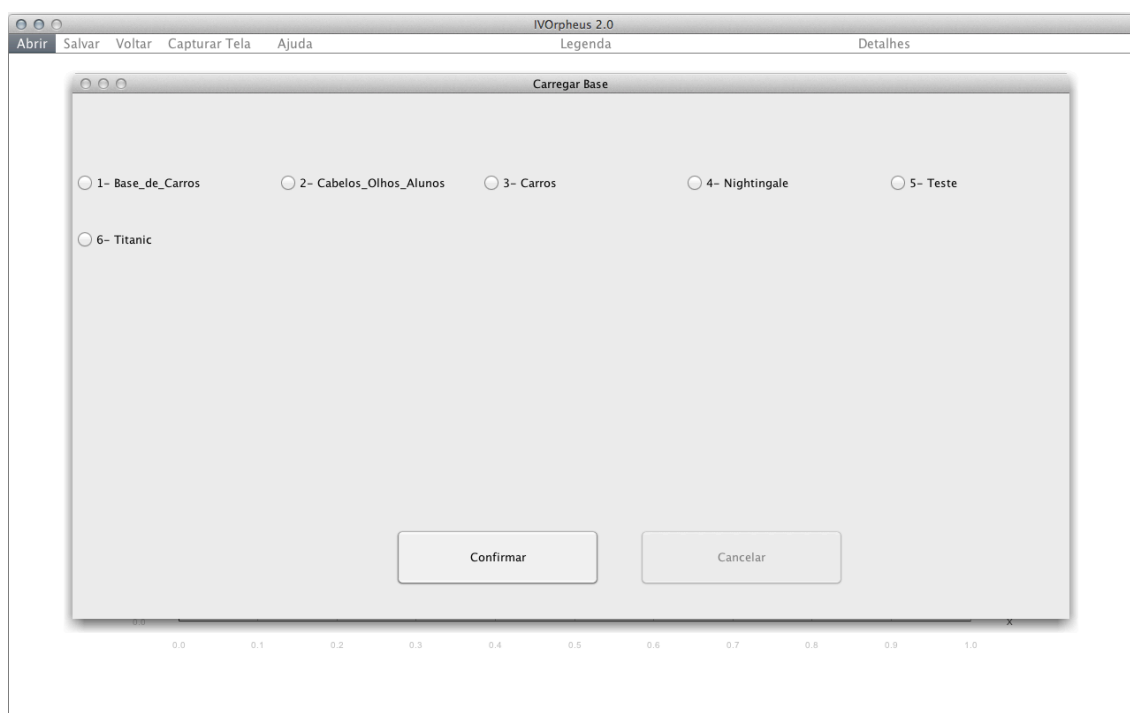 IVOrpheus 2.0
Abrir Salvar Voltar Capturar Tela Ajuda Legenda Detalhes
Carregar Base
1- Base_de_Carros 2- Cabelos_Olhos_Alunos 3- Carros 4- Nightingale 5- Teste
6- Titanic
Confirmar Cancelar
0.0 X
0.0 0.1 0.2 0.3 0.4 0.5 0.6 0.7 0.8 0.9 1.0